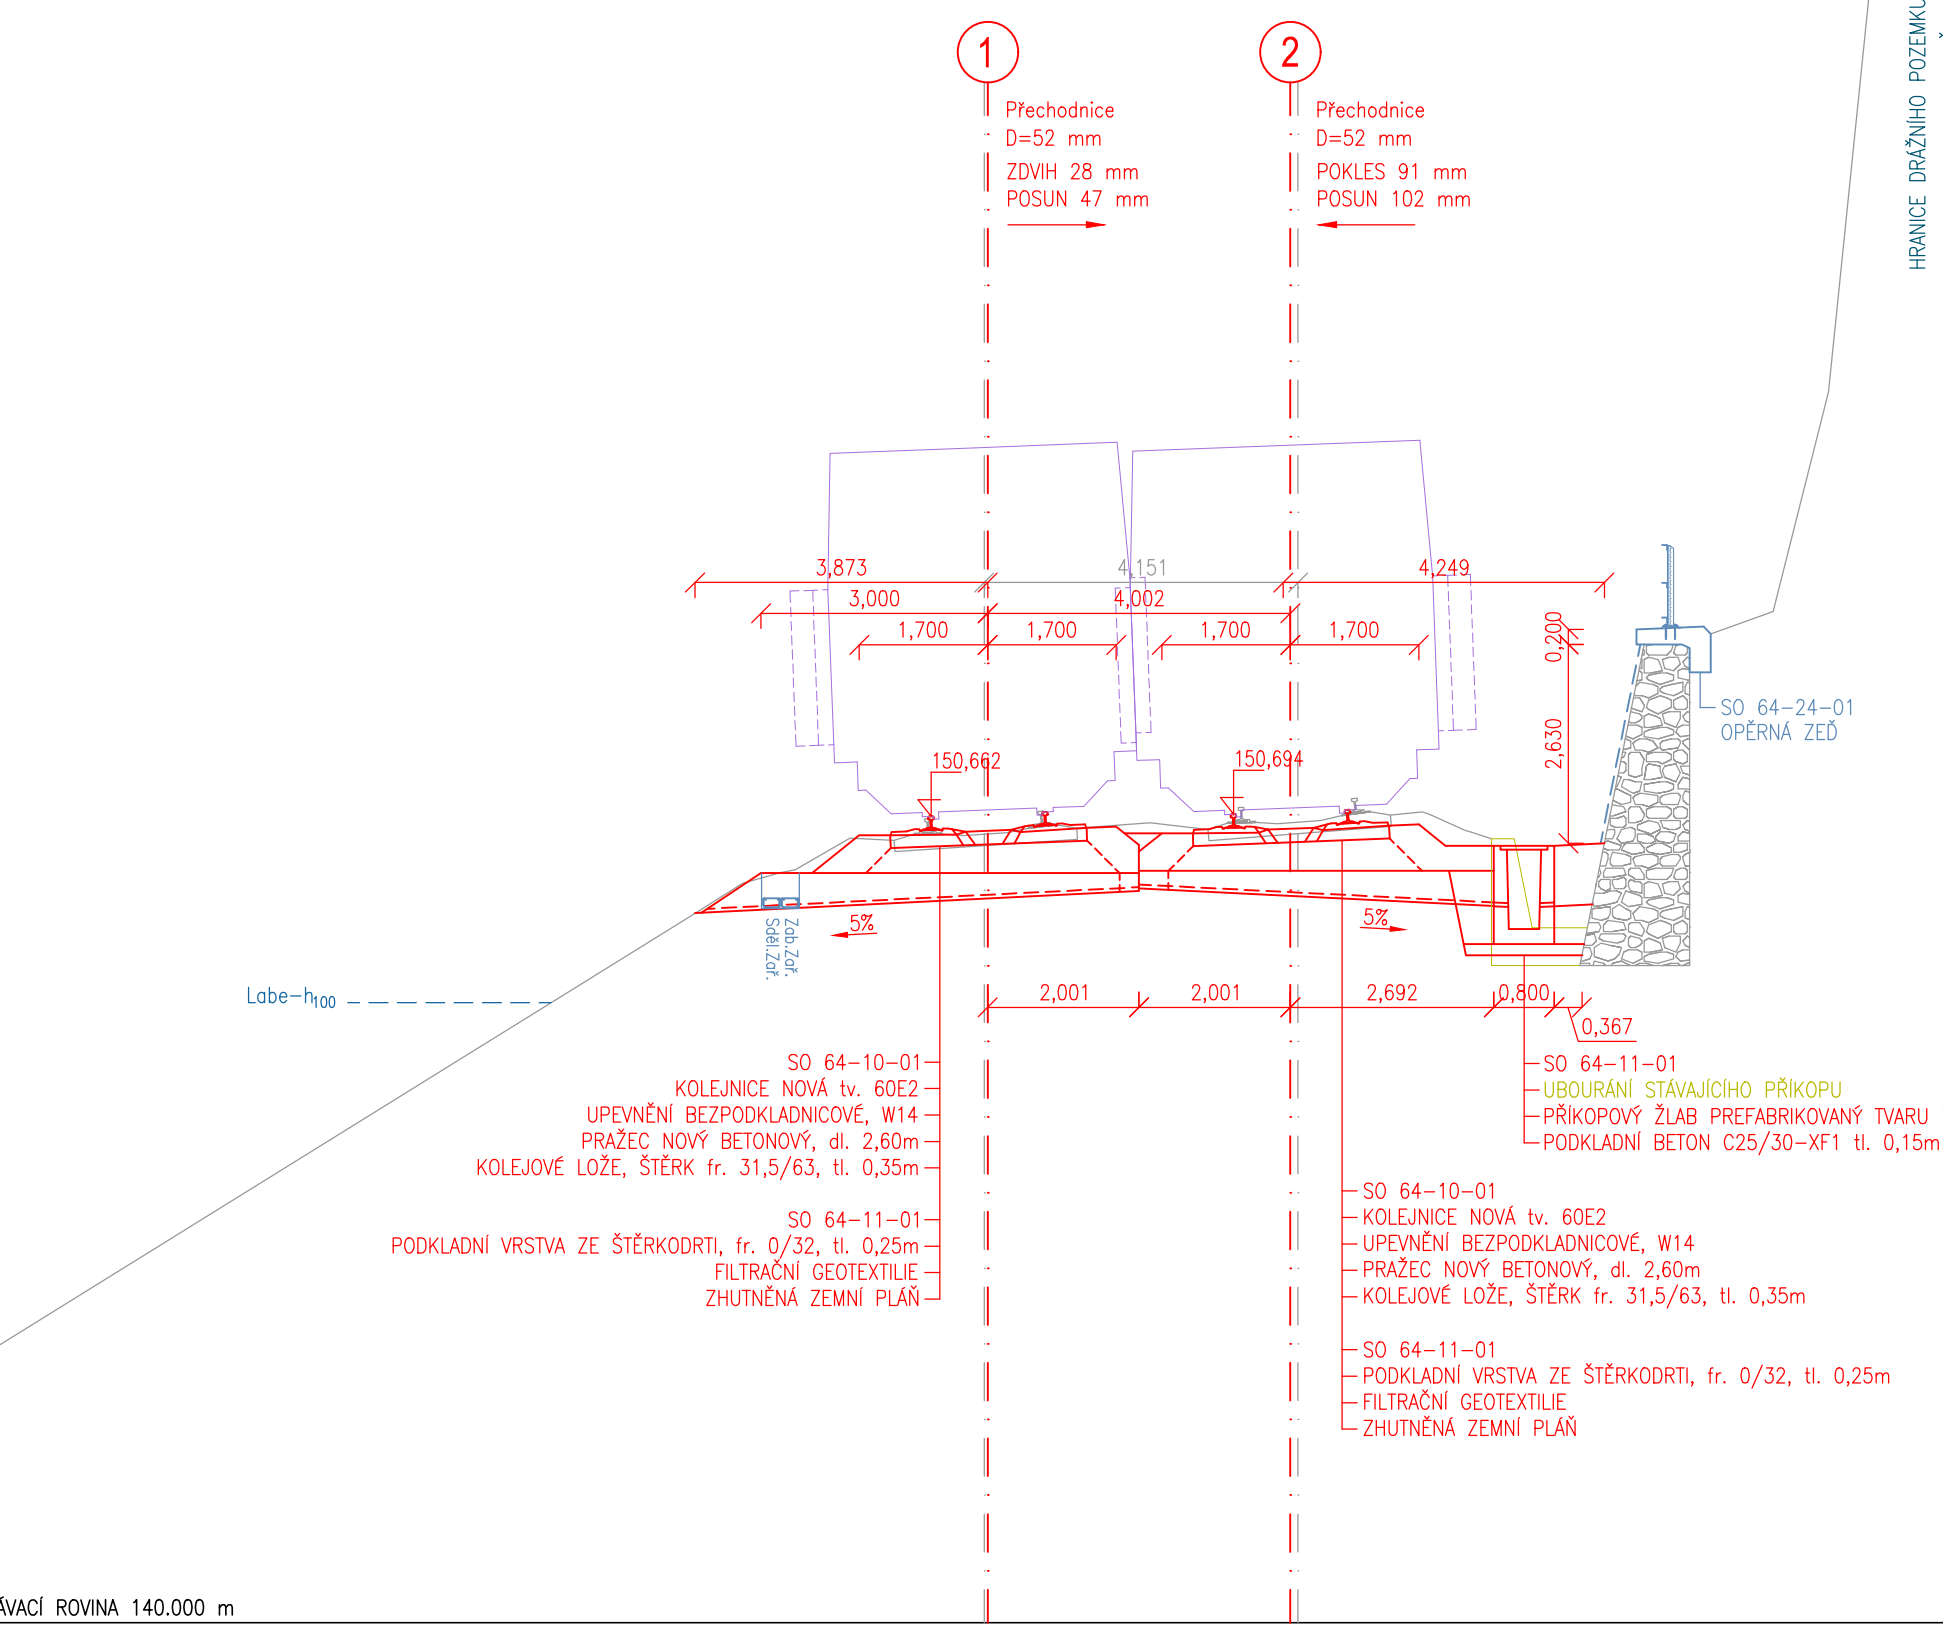 HRANICE DRÁŽNÍHO POZEMKU
1
2
Přechodnice
D=52 mm
ZDVIH 28 mm
POSUN 47 mm
Přechodnice
D=52 mm
POKLES 91 mm
POSUN 102 mm
3,873
4,151
4,249
3,000
4,002
1,700
1,700
1,700
1,700
0,200
2,630
SO 64-24-01
OPĚRNÁ ZEĎ
150,662
150,694
5%
5%
Zab.Zař.
Sděl.Zař.
Labe-h100
2,001
2,001
2,692
0,800
0,367
SO 64-10-01
KOLEJNICE NOVÁ tv. 60E2
UPEVNĚNÍ BEZPODKLADNICOVÉ, W14
PRAŽEC NOVÝ BETONOVÝ, dl. 2,60m
KOLEJOVÉ LOŽE, ŠTĚRK fr. 31,5/63, tl. 0,35m
SO 64-11-01
PODKLADNÍ VRSTVA ZE ŠTĚRKODRTI, fr. 0/32, tl. 0,25m
FILTRAČNÍ GEOTEXTILIE
ZHUTNĚNÁ ZEMNÍ PLÁŇ
SO 64-11-01
UBOURÁNÍ STÁVAJÍCÍHO PŘÍKOPU
PŘÍKOPOVÝ ŽLAB PREFABRIKOVANÝ TVARU
PODKLADNÍ BETON C25/30-XF1 tl. 0,15m
SO 64-10-01
KOLEJNICE NOVÁ tv. 60E2
UPEVNĚNÍ BEZPODKLADNICOVÉ, W14
PRAŽEC NOVÝ BETONOVÝ, dl. 2,60m
KOLEJOVÉ LOŽE, ŠTĚRK fr. 31,5/63, tl. 0,35m
SO 64-11-01
PODKLADNÍ VRSTVA ZE ŠTĚRKODRTI, fr. 0/32, tl. 0,25m
FILTRAČNÍ GEOTEXTILIE
ZHUTNĚNÁ ZEMNÍ PLÁŇ
ÁVACÍ ROVINA 140.000 m